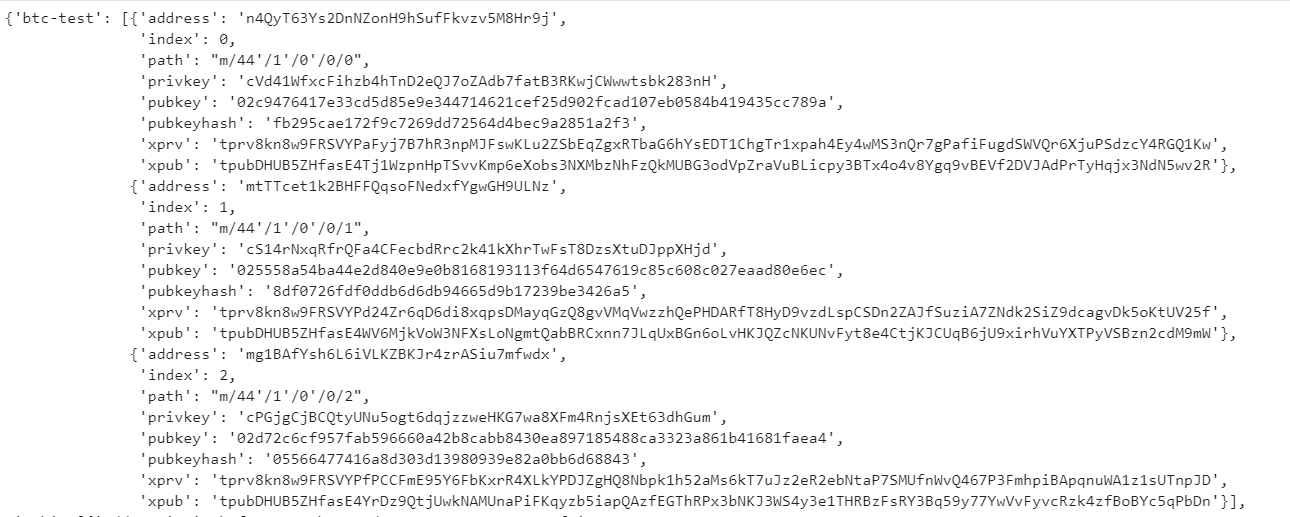 {'btc-test': [{'address': 'n4QyT63Ys2DnNZonH9hSufFkvzv5M8Hr9j',
'index': 0,
'path': "m/44'/1'/0'/0/0",
'privkey': 'cVd41WfxcFihzb4hTnD2eQJ7oZAdb7fatB3RKwjCWwwtsbk283nH',
'pubkey': '02c9476417e33cd5d85e9e344714621cef25d902fcad107eb0584b419435cc789a',
'pubkeyhash': 'fb295cae172f9c7269dd72564d4bec9a2851a2f3',
'xprv': 'tprv8kn8w9FRSVYPaFyj7B7hR3npMJFswKLu2ZSbEqZgxRTbaG6hYsEDT1ChgTr1xpah4Ey4wMS3nQr7gPafiFugdSWVQr6XjuPSdzcY4RGQ1Kw',
'xpub': 'tpubDHUB5ZHfasE4Tj1WzpnHpTSvvKmp6eXobs3NXMbzNhFzQkMUBG3odVpZraVuBLicpy3BTx4o4v8Ygq9vBEVf2DVJAdPrTyHqjx3NdN5wv2R'},
{'address': 'mtTTcet1k2BHFFQqsoFNedxfYgwGH9ULNz',
'index': 1,
'path': "m/44'/1'/0'/0/1",
'privkey': 'cS14rNxqRfrQFa4CFecbdRrc2k41kXhrTwFsT8DzsXtuDJppXHjd',
'pubkey': '025558a54ba44e2d840e9e0b8168193113f64d6547619c85c608c027eaad80e6ec',
'pubkeyhash': '8df0726fdf0ddb6d6db94665d9b17239be3426a5',
'xprv': 'tprv8kn8w9FRSVYPd24Zr6qD6di8xqpsDMayqGzQ8gvVMqVwzzhQePHDARfT8HyD9vzdLspCSDn2ZAJfSuziA7ZNdk2SiZ9dcagvDk5oKtUV25f',
'xpub': 'tpubDHUB5ZHfasE4WV6MjkVoW3NFXsLoNgmtQabBRCxnn7JLqUxBGn6oLvHKJQZcNKUNvFyt8e4CtjKJCUqB6jU9xirhVuYXTPyVSBzn2cdM9mW'},
{'address': 'mg1BAfYsh6L6iVLKZBKJr4zrASiu7mfwdx',
'index': 2,
'path': "m/44'/1'/0'/0/2",
'privkey': 'cPGjgCjBCQtyUNu5ogt6dqjzzweHKG7wa8XFm4RnjsXEt63dhGum',
'pubkey': '02d72c6cf957fab596660a42b8cabb8430ea897185488ca3323a861b41681faea4',
'pubkeyhash': '05566477416a8d303d13980939e82a0bb6d68843',
'xprv': 'tprv8kn8w9FRSVYPfPCCFmE95Y6FbKxrR4XLkYPDJZgHQ8Nbpk1h52aMs6kT7uJz2eR2ebNtaP7SMUfnWvQ467P3FmhpiBApqnuWA1z1sUTnpJD',
'xpub': 'tpubDHUB5ZHfasE4YrDz9QtjUwkNAMUnaPiFKqyzb5iapQAzfEGThRPx3bNKJ3WS4y3e1THRBzFsRY3Bq59y77YwVvFyvcRzk4zfBoBYc5qPbDn'}],